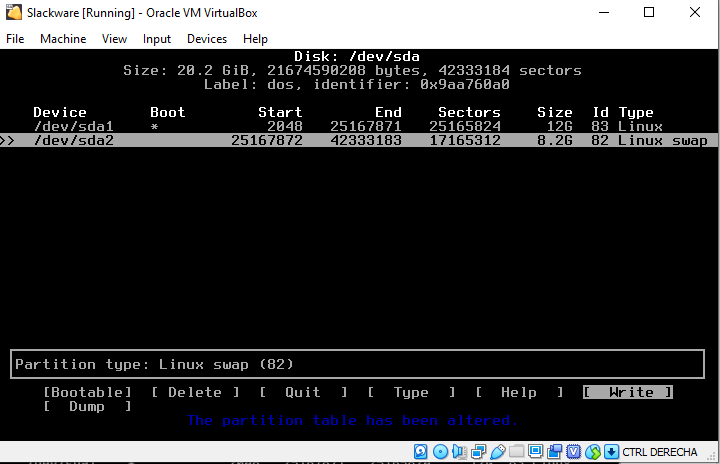 Slackware [Running] - Oracle VM VirtualBox
File Machine View Input Devices Help
Disk: /dev/sda
Size: 20.2 GiB, 21674590208 bytes, 42333184 sectors
Label: dos, identifier: 0x9aa760a0
Device Boot Start End Sectors Size Id Type
/dev/sda1 * 2048 25167871 25165824 12G 83 Linux
>> /dev/sda2 25167872 42333183 17165312 8.2G 82 Linux swap
Partition type: Linux swap (82)
[Bootable] [ Delete ] [ Quit ] [ Type ] [ Help ] [ Write ]
[ Dump ]
The partition table has been altered.
CTRL DERECHA